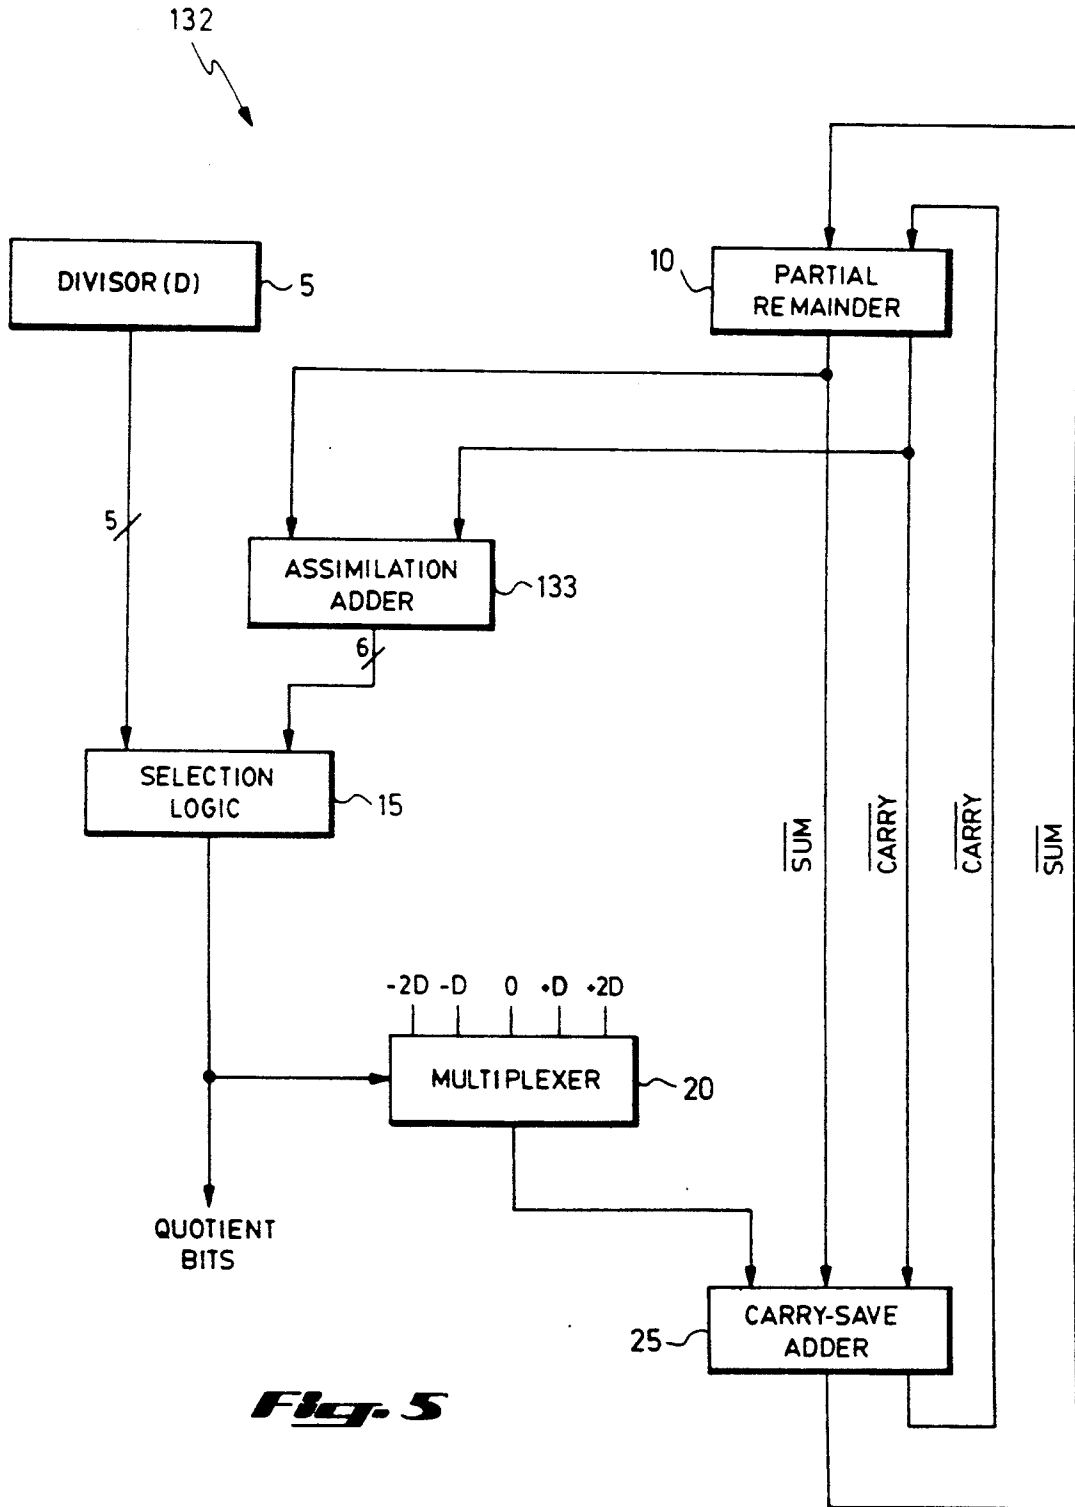 132
DIVISOR (D)
5
10
PARTIAL
REMAINDER
5
ASSIMILATION
ADDER
133
6
SELECTION
LOGIC
15
SUM
CARRY
CARRY
SUM
-2D -D 0 +D +2D
MULTIPLEXER
20
QUOTIENT
BITS
CARRY-SAVE
ADDER
25
Fig. 5